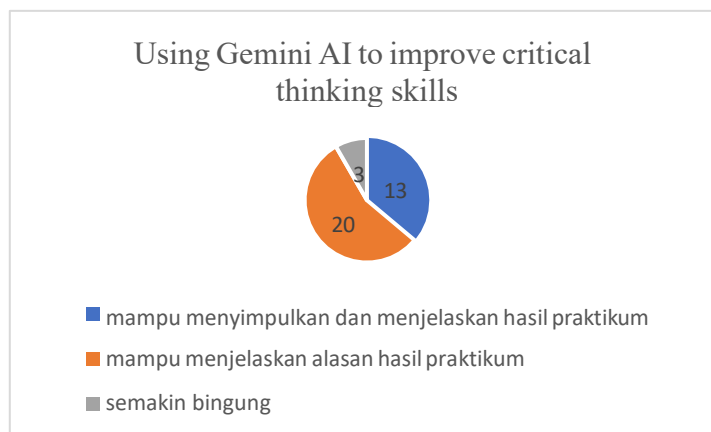 Using Gemini AI to improve critical
thinking skills
3
13
20
mampu menyimpulkan dan menjelaskan hasil praktikum
mampu menjelaskan alasan hasil praktikum
semakin bingung